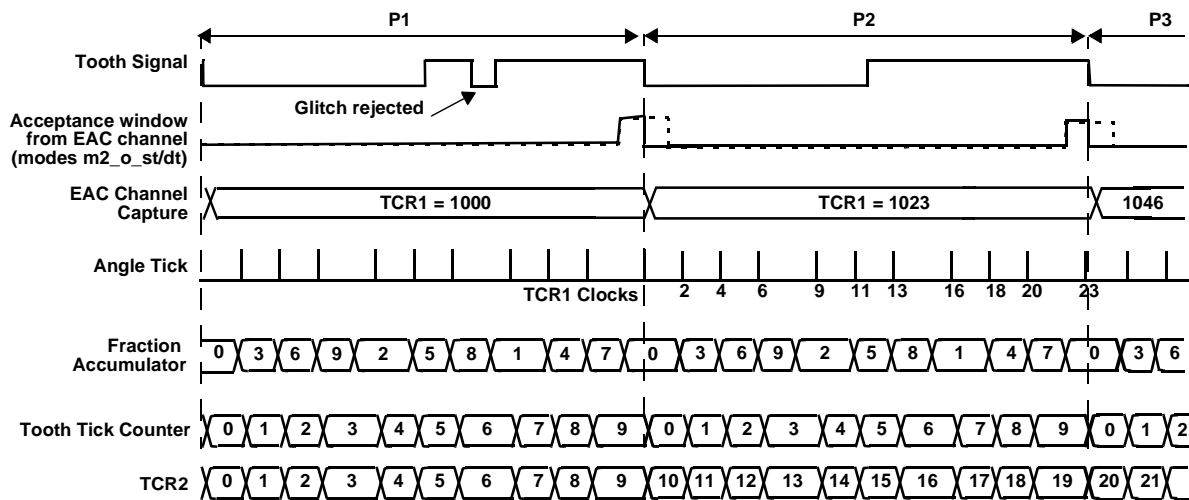 P1 P2 P3
Tooth Signal
Glitch rejected
Acceptance window
from EAC channel
(modes m2_o_st/dt)
EAC Channel
Capture
TCR1 = 1000 TCR1 = 1023 1046
Angle Tick
TCR1 Clocks 2 4 6 9 11 13 16 18 20 23
Fraction
Accumulator
0 3 6 9 2 5 8 1 4 7 0 3 6 9 2 5 8 1 4 7 0 3 6
Tooth Tick Counter 0 1 2 3 4 5 6 7 8 9 0 1 2 3 4 5 6 7 8 9 0 1 2
TCR2 0 1 2 3 4 5 6 7 8 9 10 11 12 13 14 15 16 17 18 19 20 21